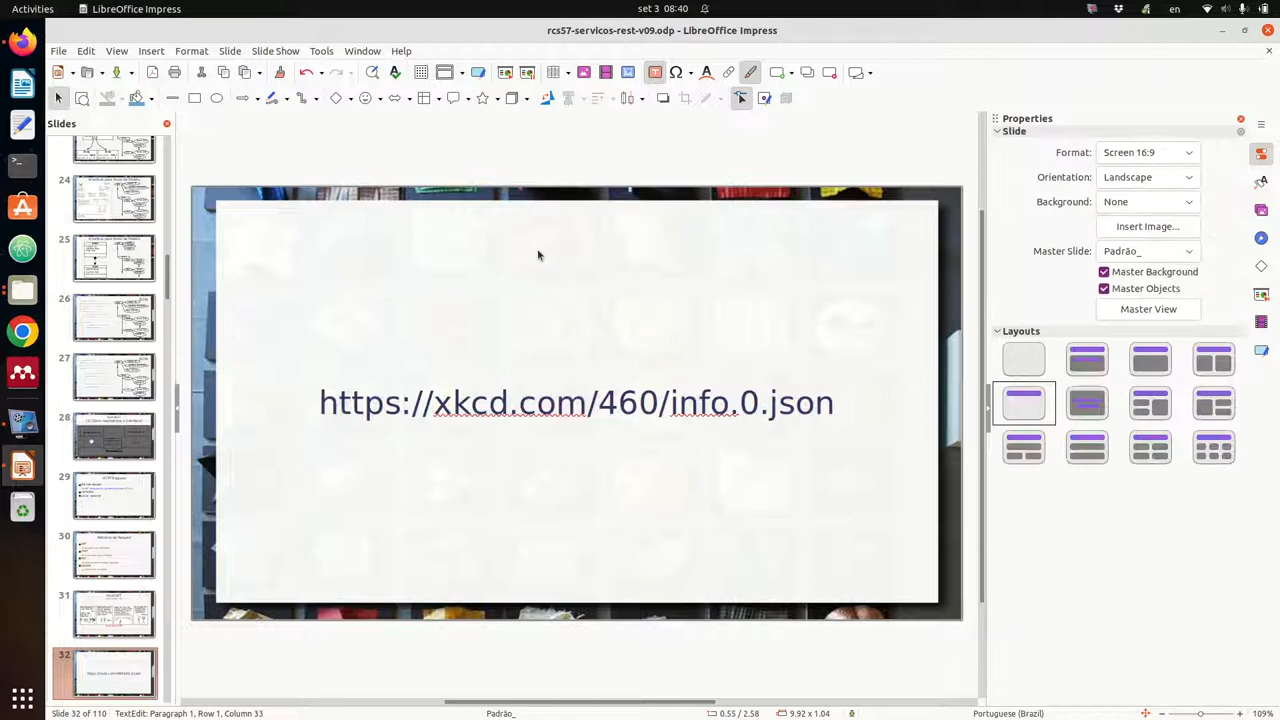 Activities
LibreOffice Impress
set 3 08:40
en
rcs57-servicos-rest-v09.odp - LibreOffice Impress
File Edit View Insert Format Slide Slide Show Tools Window Help
Slides
Properties
Slide
Format: Screen 16:9
Orientation: Landscape
Background: None
Insert Image...
Master Slide: Padrão_
Master Background
Master Objects
Master View
Layouts
24
25
26
27
28
29
30
31
32
https://xkcd.com/460/info.0.json
Slide 32 of 110
TextEdit: Paragraph 1, Row 1, Column 33
Padrão_
0.55 / 2.58
9.92 x 1.04
Portuguese (Brazil)
109%